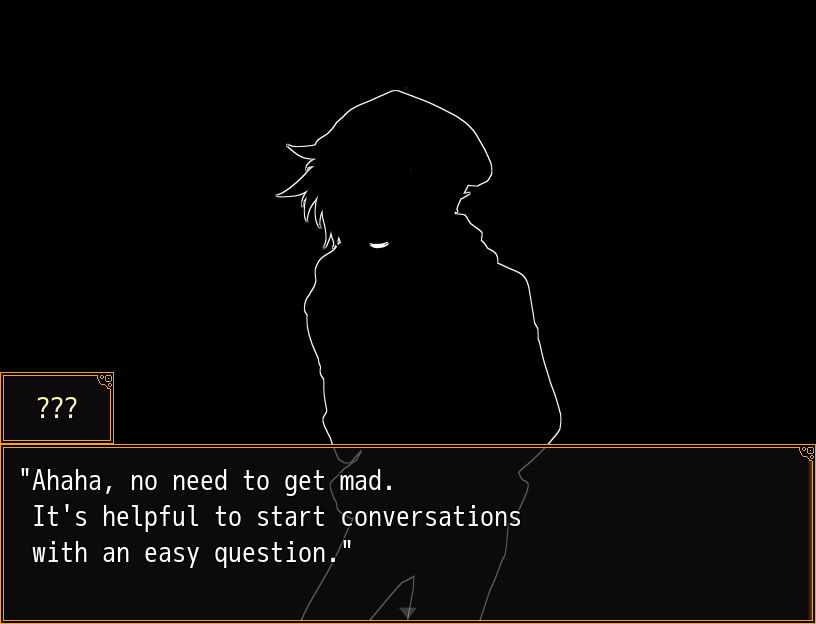 ???
"Ahaha, no need to get mad.
It's helpful to start conversations
with an easy question."